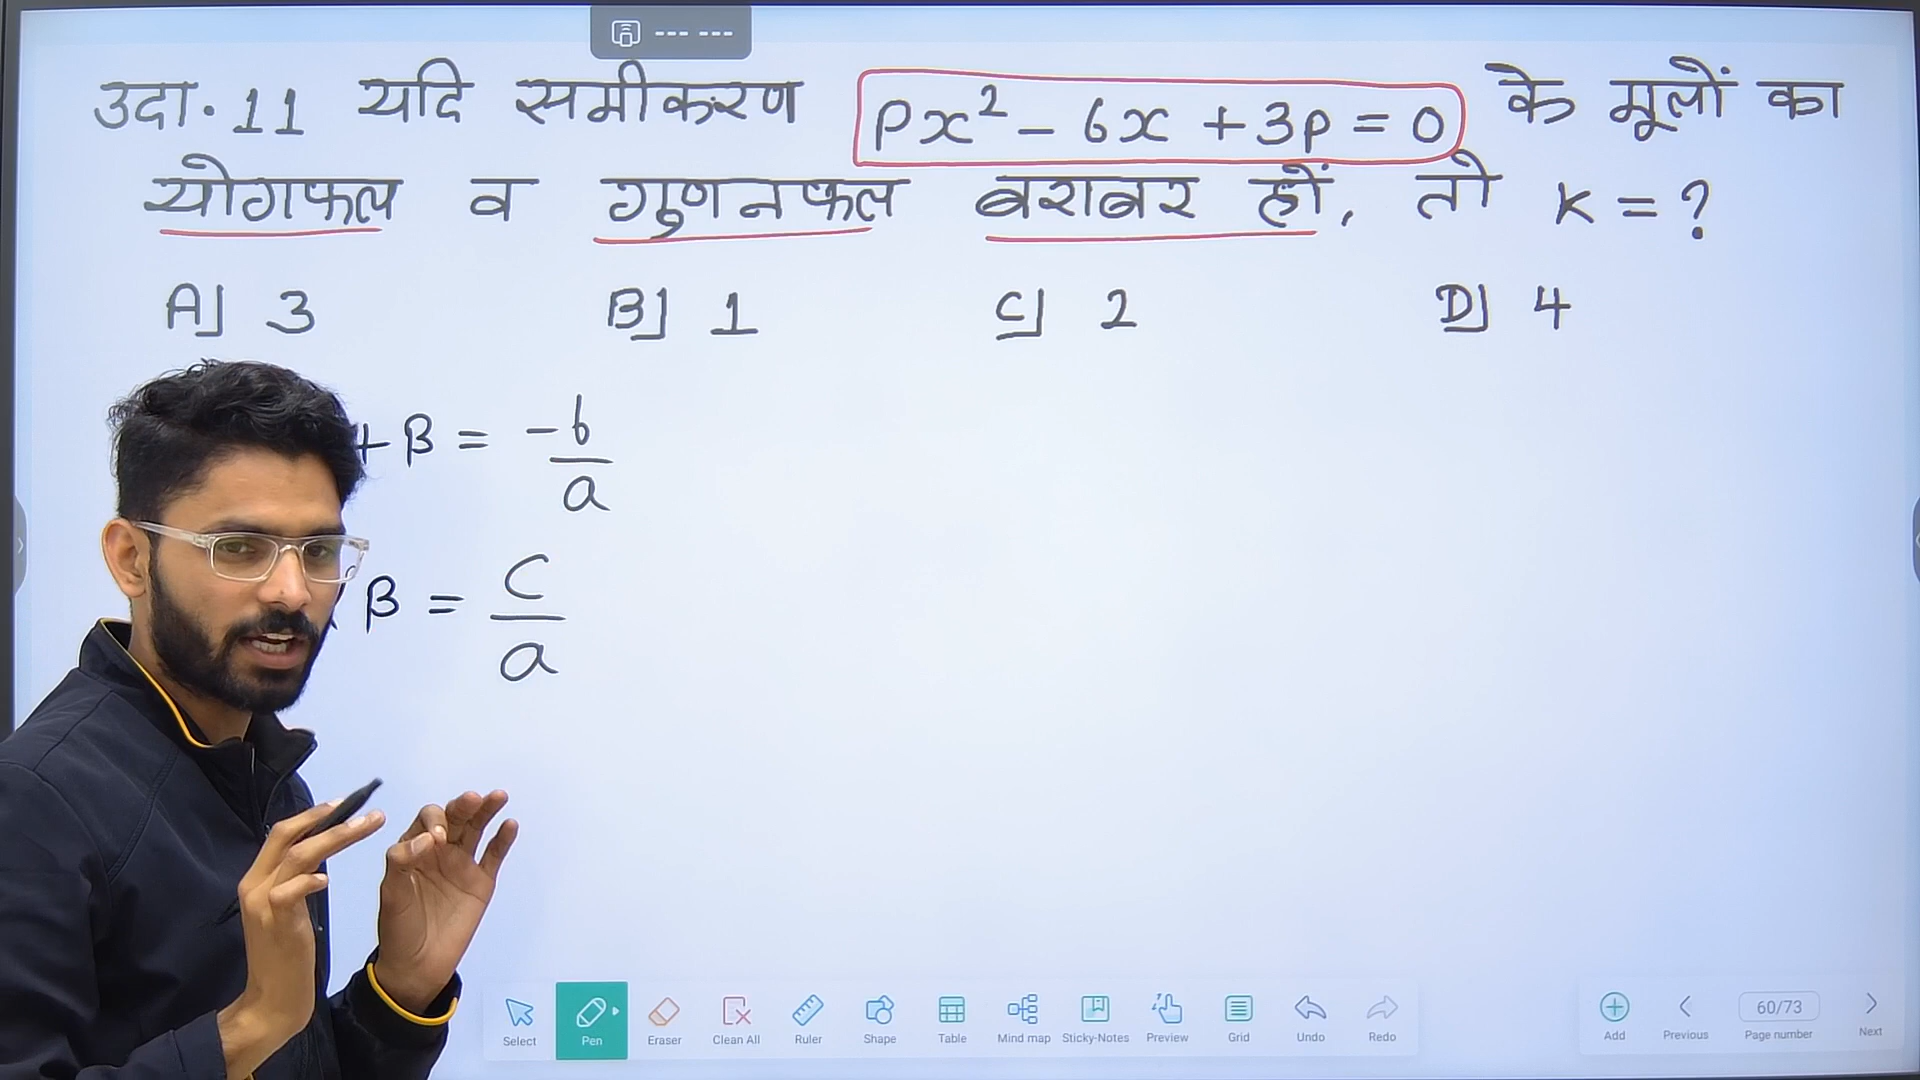 उदा. 11 यदि समीकरण px² - 6x + 3p = 0 के मूलों का
योगफल व गुणनफल बराबर हों, तो K = ?
A] 3 B] 1 C] 2 D] 4
+ β = -b/a
β = c/a
Select Pen Eraser Clean All Ruler Shape Table Mind map Sticky-Notes Preview Grid Undo Redo Add Previous 60/73 Page number Next